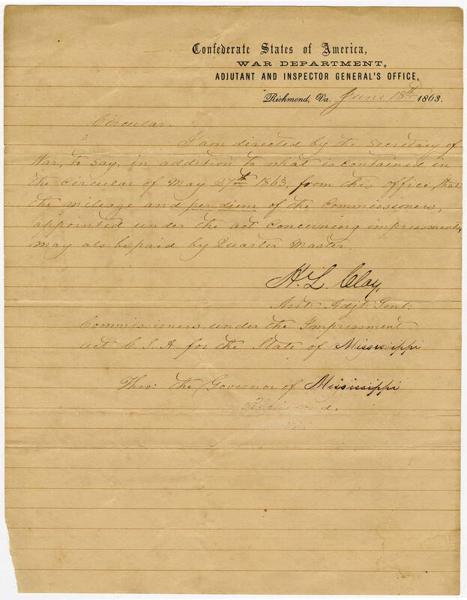 Confederate States of America,
WAR DEPARTMENT,
ADJUTANT AND INSPECTOR GENERAL'S OFFICE,
Richmond, Va. June 18th 1863.
Circular.
I am directed by the Secretary of
War, to say, in addition to what is contained in
the circular of May 27th 1863, from this office, that
the mileage and per diem of the Commissioners,
appointed under the act concerning impressments,
may also be paid by Quarter Master.
H. L. Clay,
Asst. Adjt. Genl.
Commissioners under the Impressment
act C.S.A. for the State of Mississippi
Thro: the Governor of Mississippi